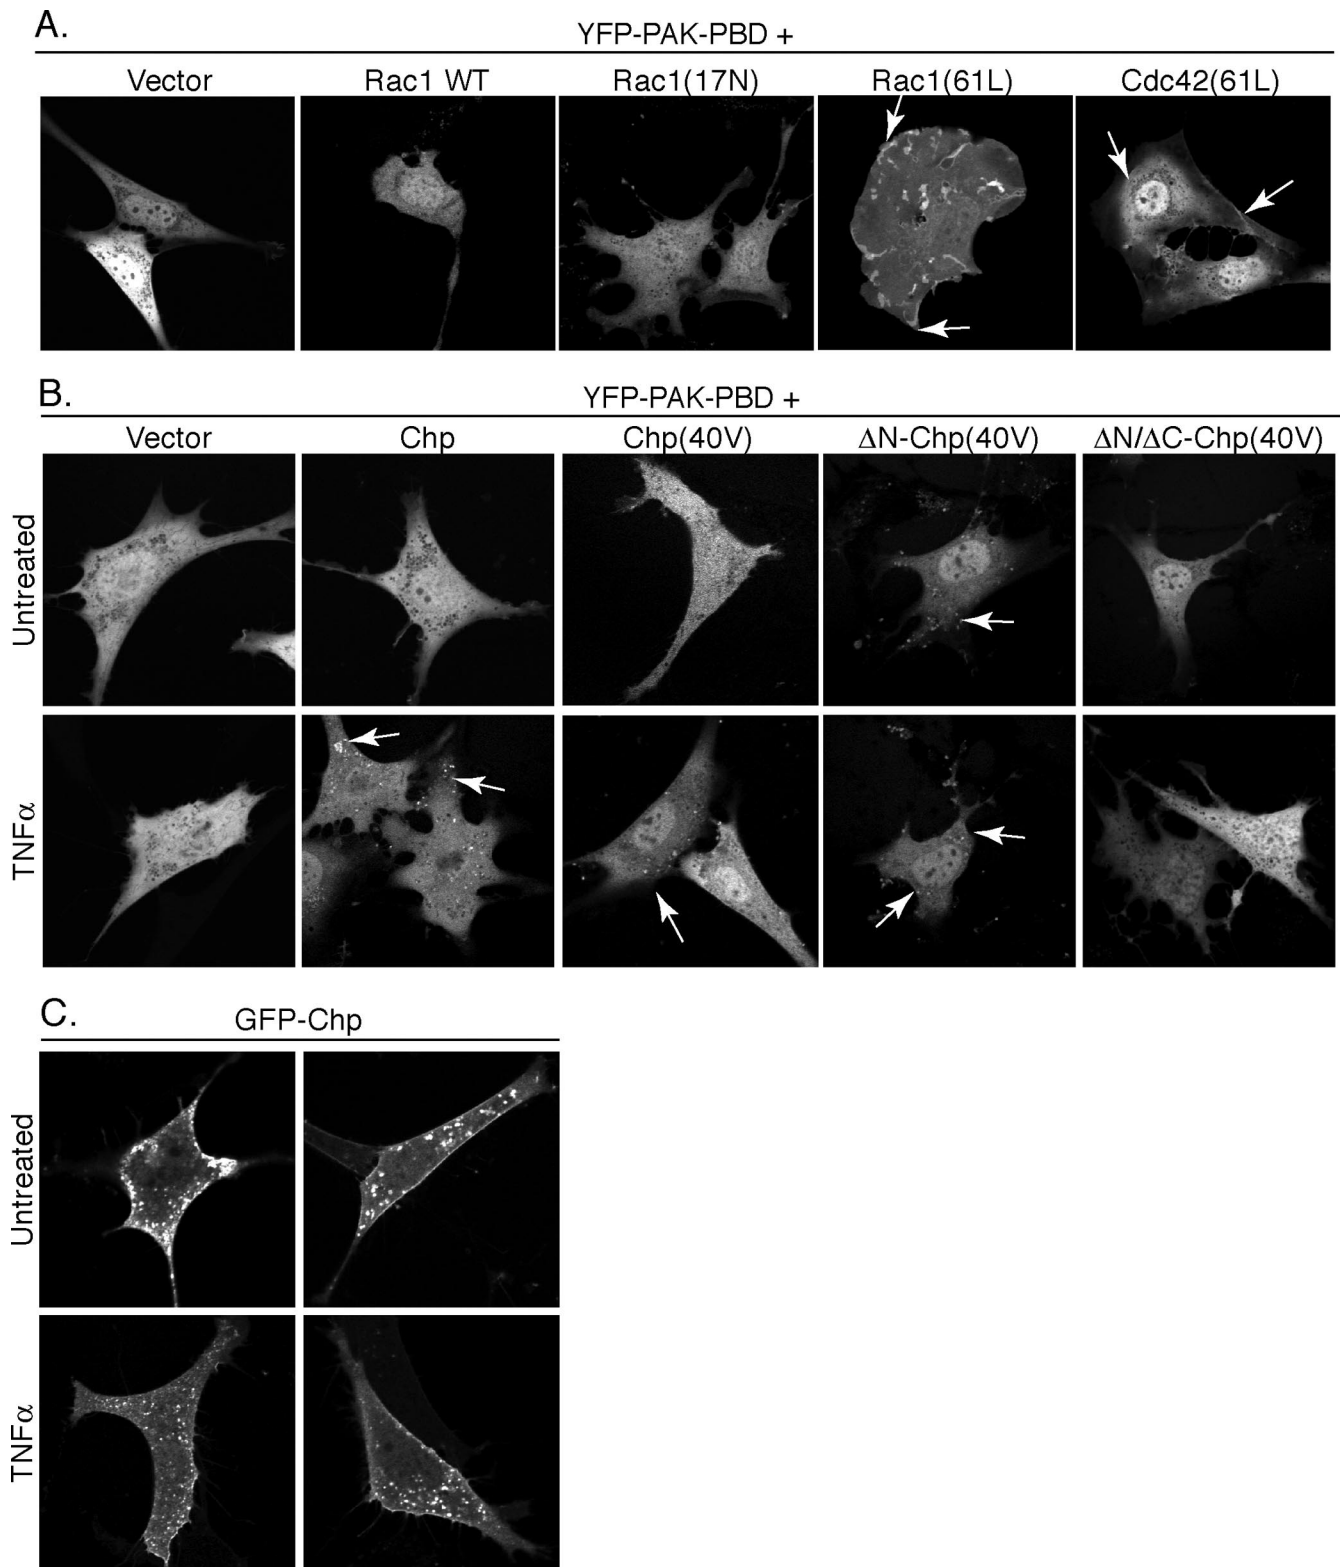 A.
YFP-PAK-PBD +
Vector Rac1 WT Rac1(17N) Rac1(61L) Cdc42(61L)
B.
YFP-PAK-PBD +
Vector Chp Chp(40V) ΔN-Chp(40V) ΔN/ΔC-Chp(40V)
Untreated
TNFα
C.
GFP-Chp
Untreated
TNFα